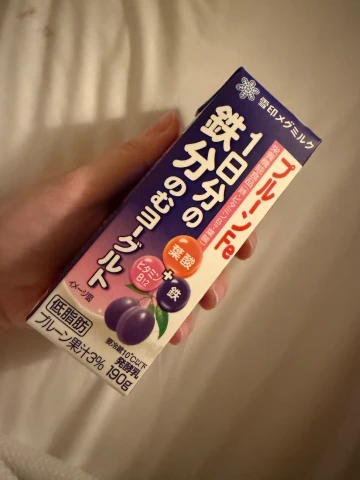 雪印メグミルク
プルーンFe
1日分の
鉄分
のむヨーグルト
葉酸
+
鉄
ビタミン
B12
イメージ図
低脂肪
プルーン果汁3%
要冷蔵10℃以下
発酵乳
190g